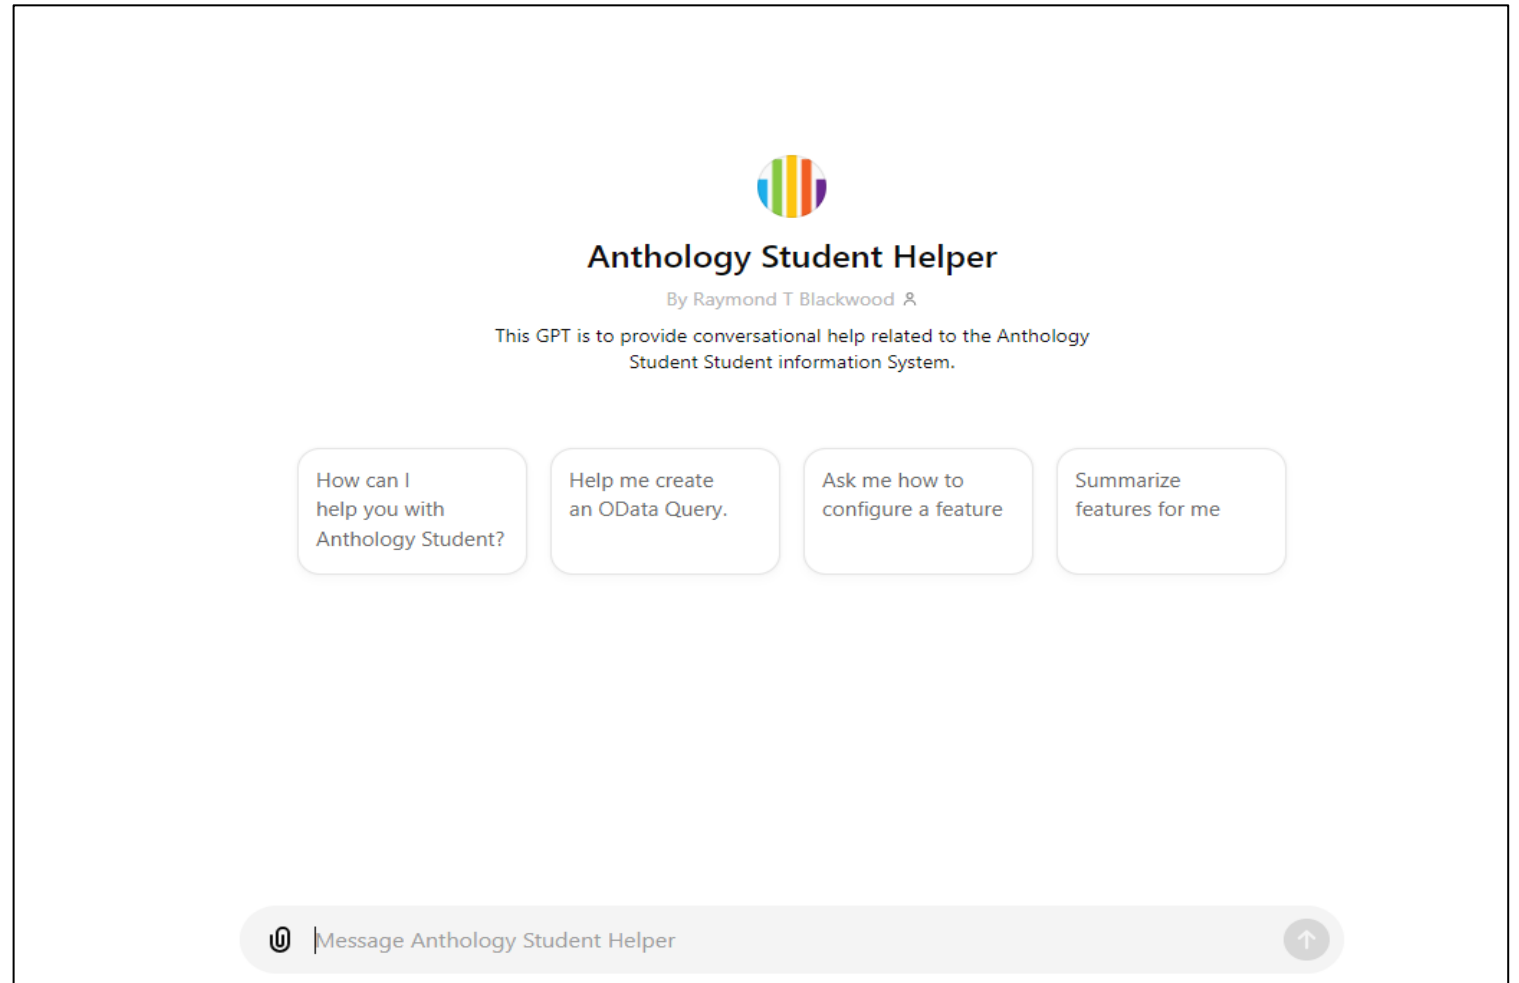 Anthology Student Helper
By Raymond T Blackwood
This GPT is to provide conversational help related to the Anthology
Student Student information System.
How can I
help you with
Anthology Student?
Help me create
an OData Query.
Ask me how to
configure a feature
Summarize
features for me
Message Anthology Student Helper